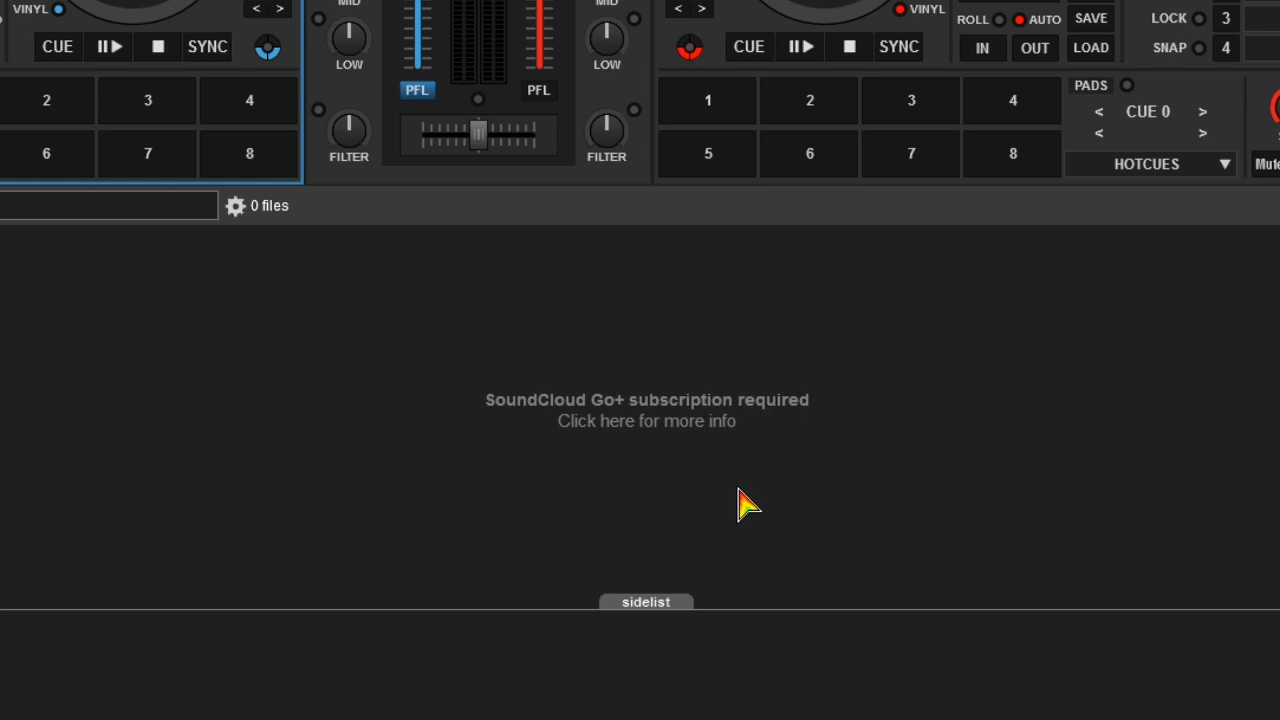 VINYL
<
>
CUE
SYNC
2
3
4
6
7
8
MID
LOW
PFL
FILTER
PFL
MID
LOW
FILTER
<
>
VINYL
CUE
SYNC
1
2
3
4
5
6
7
8
ROLL
AUTO
SAVE
IN
OUT
LOAD
LOCK
3
SNAP
4
PADS
< CUE 0 >
<
>
HOTCUES
Mute
0 files
SoundCloud Go+ subscription required
Click here for more info
sidelist